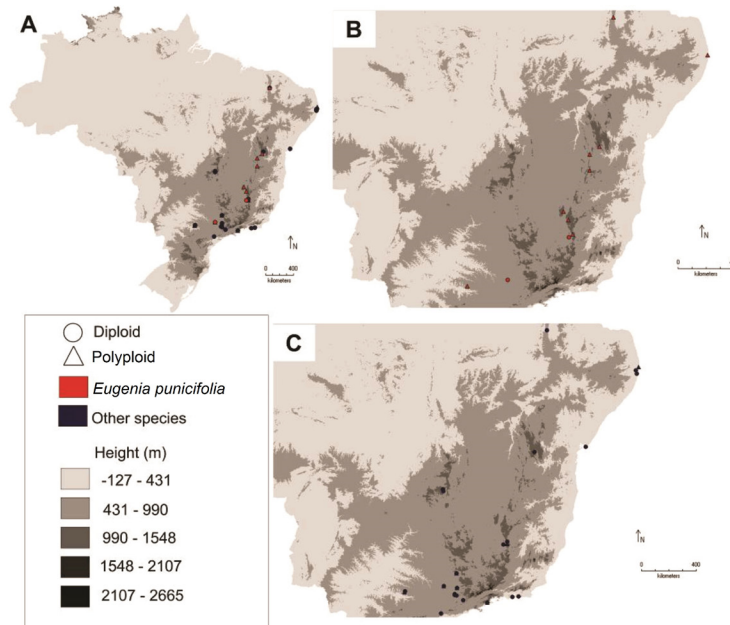 A
B
N
0 400
kilometers
N
0
kilometers
Diploid
Polyploid
Eugenia punicifolia
Other species
Height (m)
-127 - 431
431 - 990
990 - 1548
1548 - 2107
2107 - 2665
C
N
0 400
kilometers